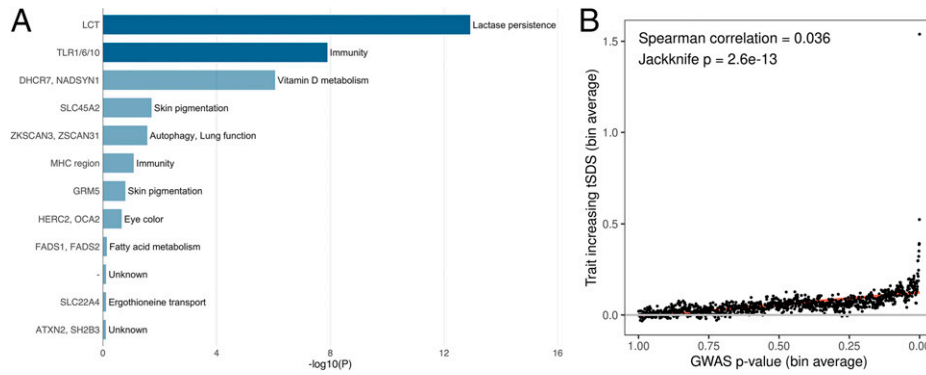 A
LCT
Lactase persistence
TLR1/6/10
Immunity
DHCR7, NADSYN1
Vitamin D metabolism
SLC45A2
Skin pigmentation
ZKSCAN3, ZSCAN31
Autophagy, Lung function
MHC region
Immunity
GRM5
Skin pigmentation
HERC2, OCA2
Eye color
FADS1, FADS2
Fatty acid metabolism
-
Unknown
SLC22A4
Ergothioneine transport
ATXN2, SH2B3
Unknown
0 4 8 12 16
-log10(P)
B
Spearman correlation = 0.036
Jackknife p = 2.6e-13
Trait increasing tSDS (bin average)
1.5
1.0
0.5
0.0
1.00 0.75 0.50 0.25 0.00
GWAS p-value (bin average)